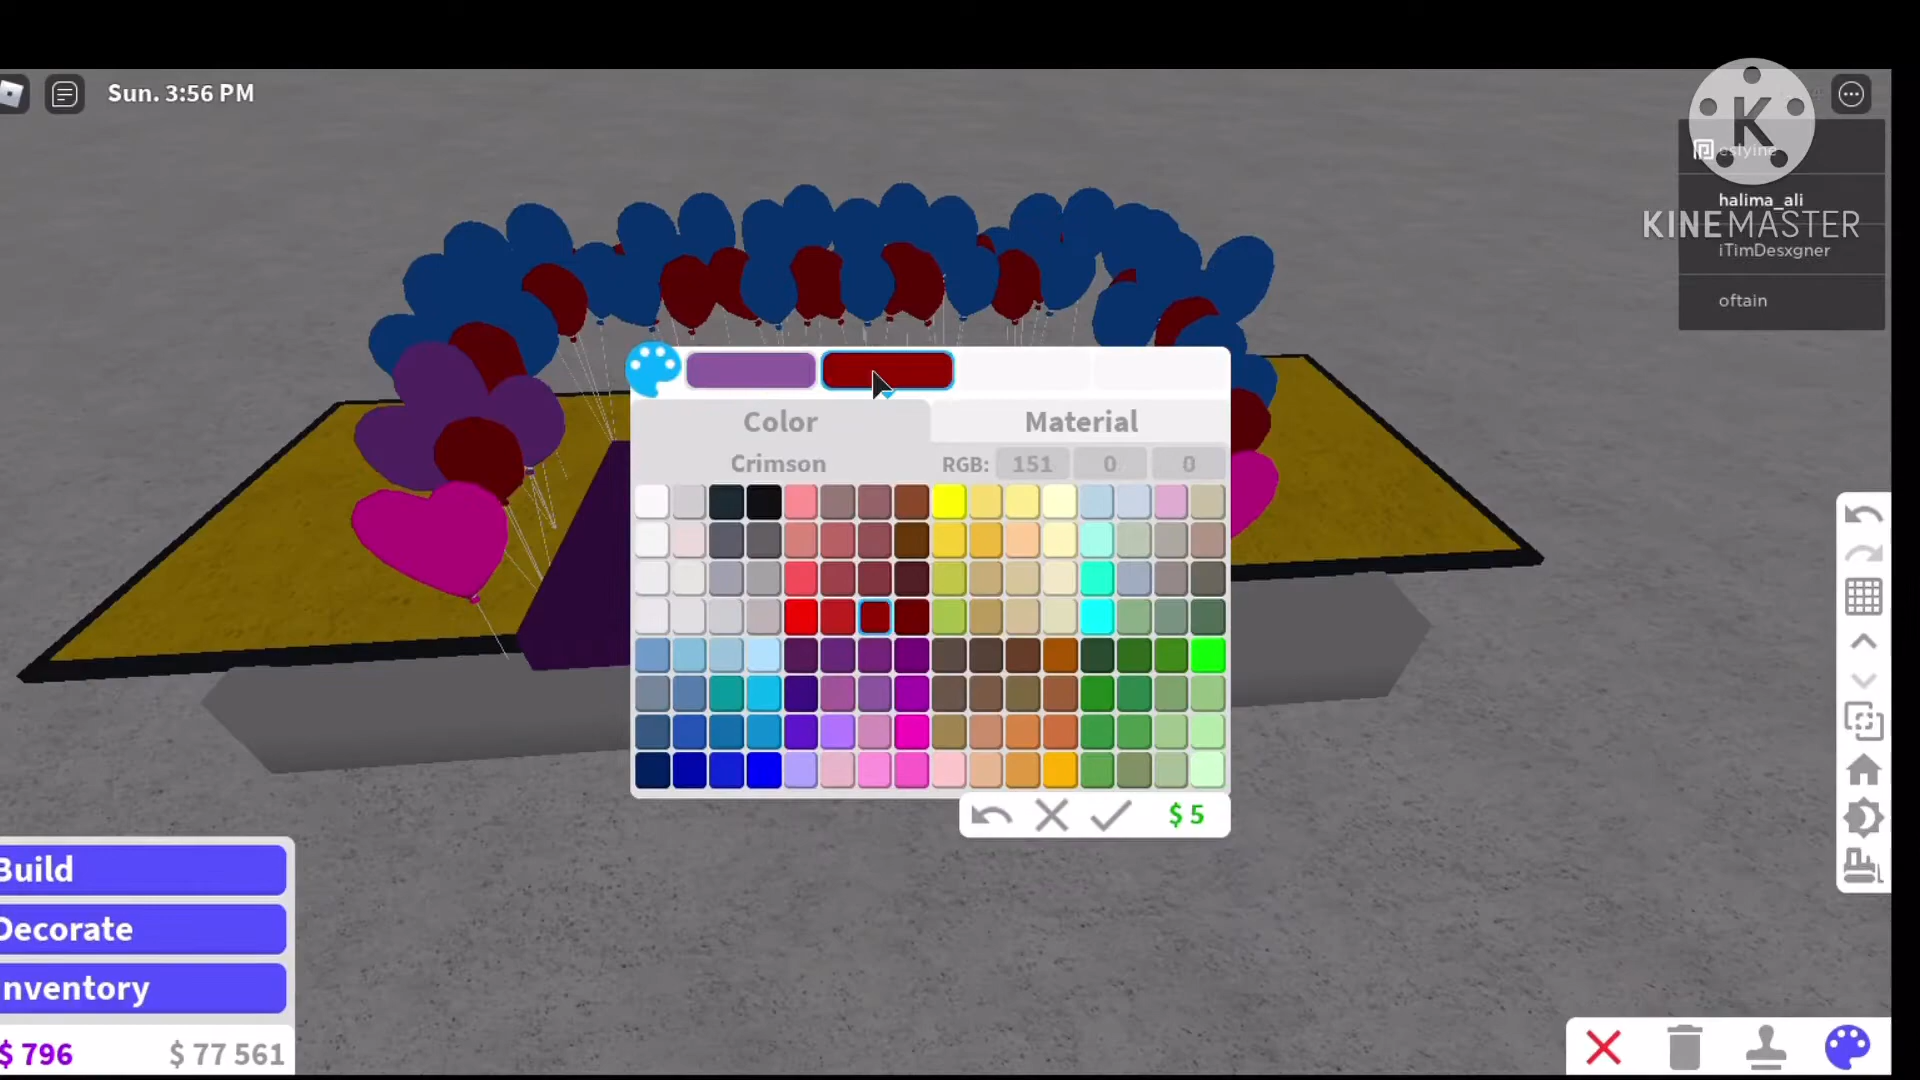 Sun. 3:56 PM
K
KINEMASTER
eslyine
halima_ali
iTimDesxgner
oftain
Color
Material
Crimson
RGB: 151 0 0
$ 5
Build
Decorate
nventory
$ 796
$ 77 561